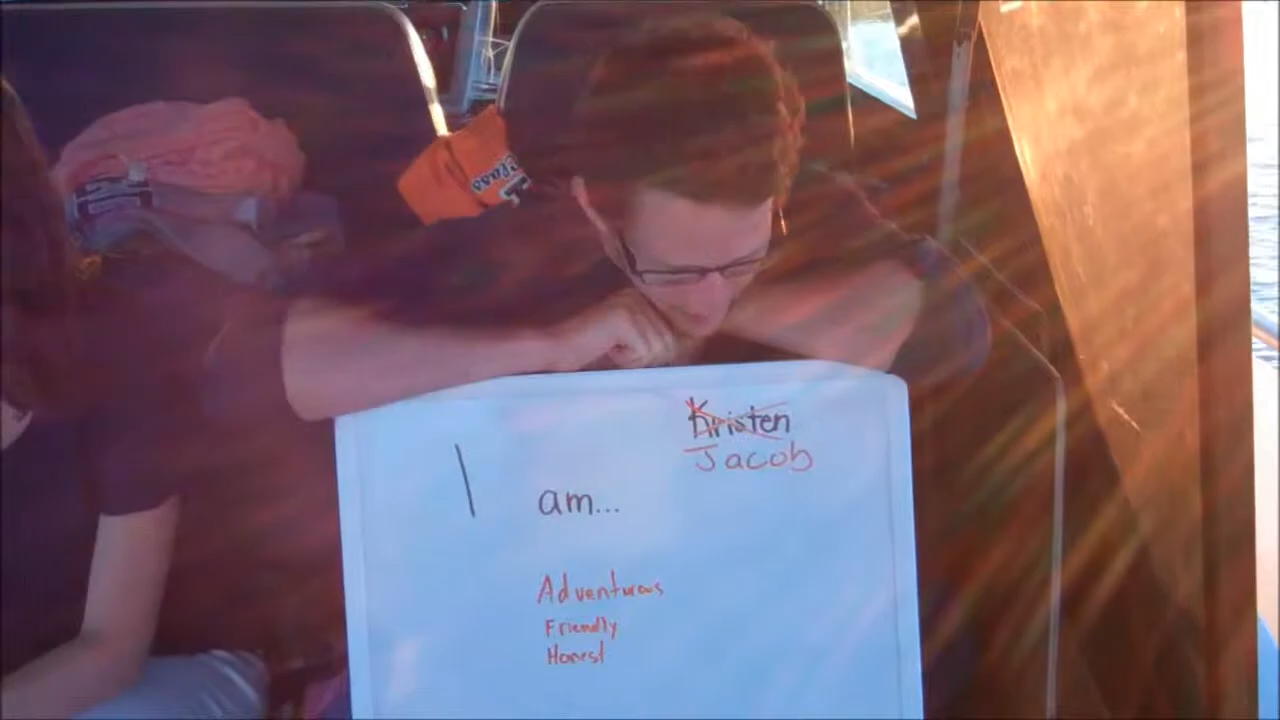 Kristen
Jacob
I am...
Adventurous
Friendly
Honest